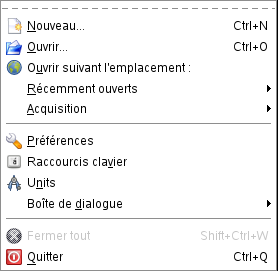 Nouveau... Ctrl+N
Ouvrir... Ctrl+O
Ouvrir suivant l'emplacement :
Récemment ouverts
Acquisition
Préférences
Raccourcis clavier
Units
Boîte de dialogue
Fermer tout Shift+Ctrl+W
Quitter Ctrl+Q